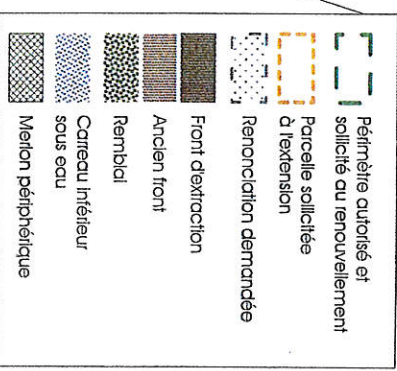 Périmètre autorisé et
sollicité au renouvellement
Parcelle sollicitée
à l'extension
Renonciation demandée
Front d'extraction
Ancien front
Remblai
Carreau inférieur
sous eau
Merlon périphérique